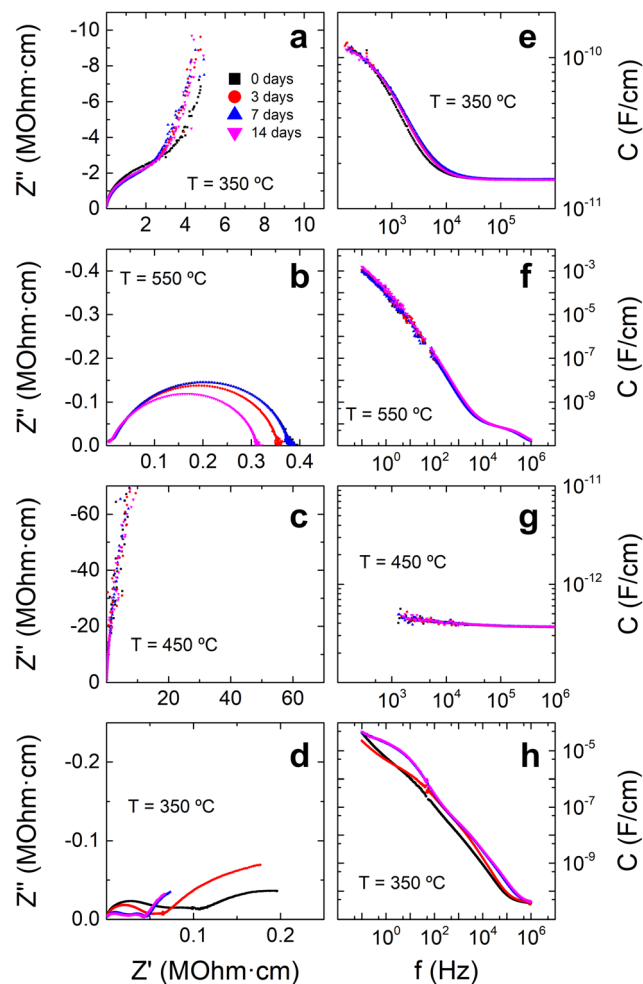 -10
-8
-6
-4
-2
0
Z'' (MOhm·cm)
a
0 days
3 days
7 days
14 days
T = 350 ºC
2 4 6 8 10
e
T = 350 ºC
10⁻¹⁰
10⁻¹¹
C (F/cm)
10³ 10⁵
-0.4
-0.3
-0.2
-0.1
0.0
Z'' (MOhm·cm)
b
T = 550 ºC
0.1 0.2 0.3 0.4
f
T = 550 ºC
10⁻³
10⁻⁵
10⁻⁷
10⁻⁹
C (F/cm)
10⁰ 10² 10⁴ 10⁶
-60
-40
-20
0
Z'' (MOhm·cm)
c
T = 450 ºC
20 40 60
g
T = 450 ºC
10⁻¹¹
10⁻¹²
C (F/cm)
10³ 10⁴ 10⁵ 10⁶
-0.2
-0.1
0.0
Z'' (MOhm·cm)
d
T = 350 ºC
0.1 0.2
Z' (MOhm·cm)
h
T = 350 ºC
10⁻⁵
10⁻⁷
10⁻⁹
C (F/cm)
10⁰ 10² 10⁴ 10⁶
f (Hz)